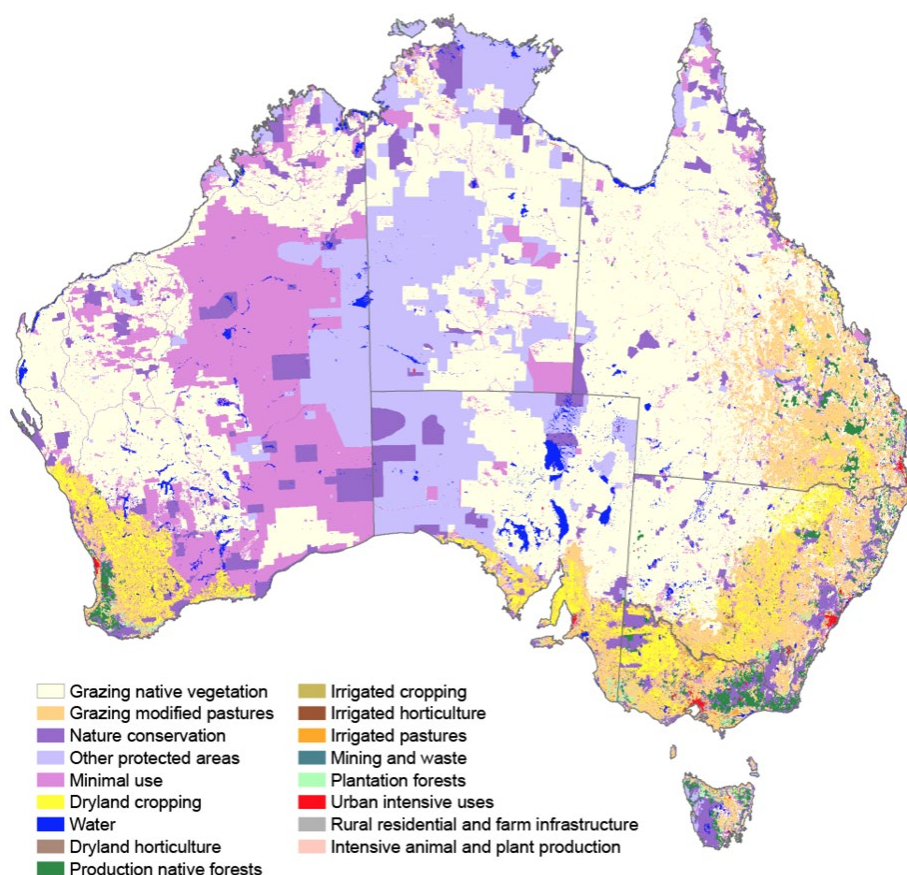 Grazing native vegetation
Grazing modified pastures
Nature conservation
Other protected areas
Minimal use
Dryland cropping
Water
Dryland horticulture
Production native forests
Irrigated cropping
Irrigated horticulture
Irrigated pastures
Mining and waste
Plantation forests
Urban intensive uses
Rural residential and farm infrastructure
Intensive animal and plant production